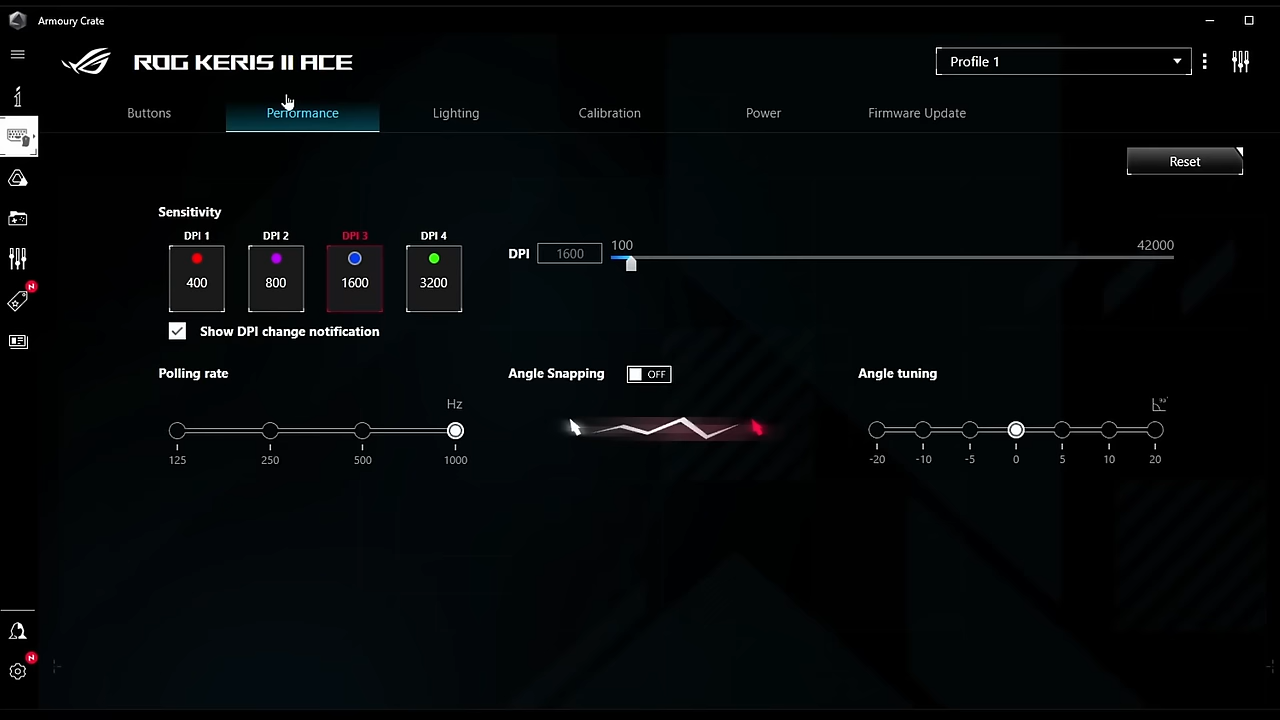 Armoury Crate
ROG KERIS II ACE
Profile 1
Buttons
Performance
Lighting
Calibration
Power
Firmware Update
Reset
Sensitivity
DPI 1
DPI 2
DPI 3
DPI 4
400
800
1600
3200
DPI
1600
100
42000
Show DPI change notification
Polling rate
Hz
125
250
500
1000
Angle Snapping
OFF
Angle tuning
-20
-10
-5
0
5
10
20
N
N